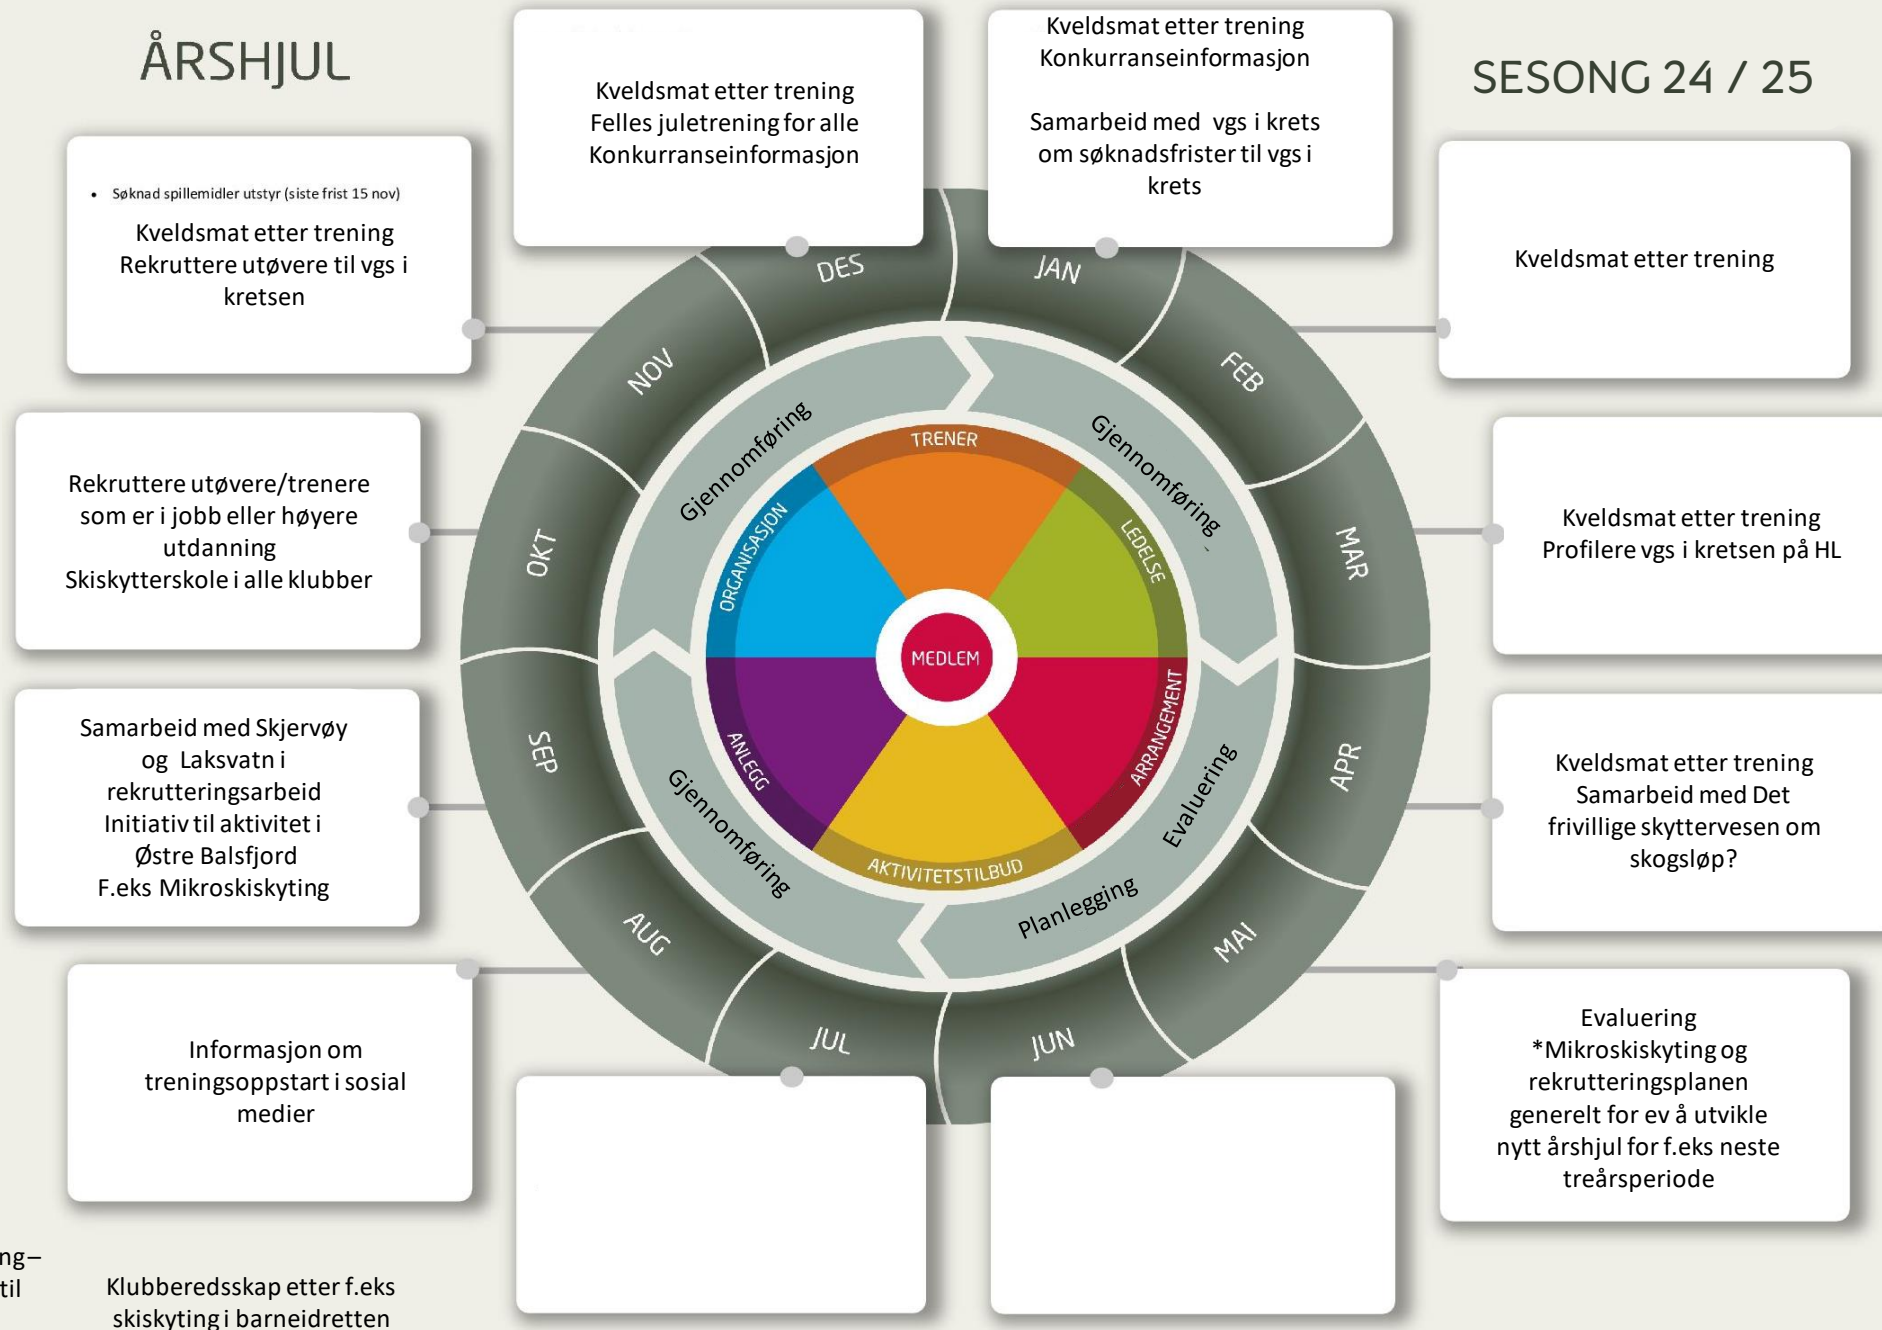 ÅRSHJUL
SESONG 24 / 25
Kveldsmat etter trening
Felles juletrening for alle
Konkurranseinformasjon
Kveldsmat etter trening
Konkurranseinformasjon
Samarbeid med vgs i krets
om søknadsfrister til vgs i
krets
• Søknad spillemidler utstyr (siste frist 15 nov)
Kveldsmat etter trening
Rekruttere utøvere til vgs i
kretsen
Kveldsmat etter trening
Rekruttere utøvere/trenere
som er i jobb eller høyere
utdanning
Skiskytterskole i alle klubber
Kveldsmat etter trening
Profilere vgs i kretsen på HL
Samarbeid med Skjervøy
og Laksvatn i
rekrutteringsarbeid
Initiativ til aktivitet i
Østre Balsfjord
F.eks Mikroskiskyting
Kveldsmat etter trening
Samarbeid med Det
frivillige skyttervesen om
skogsløp?
Informasjon om
treningsoppstart i sosial
medier
Evaluering
*Mikroskiskyting og
rekrutteringsplanen
generelt for ev å utvikle
nytt årshjul for f.eks neste
treårsperiode
DES
JAN
FEB
MAR
APR
MAI
JUN
JUL
AUG
SEP
OKT
NOV
Gjennomføring
Gjennomføring
Evaluering
Planlegging
Gjennomføring
TRENER
LEDELSE
ARRANGEMENT
AKTIVITETSTILBUD
ANLEGG
ORGANISASJON
MEDLEM
ng–
til
Klubberedsskap etter f.eks
skiskyting i barneidretten